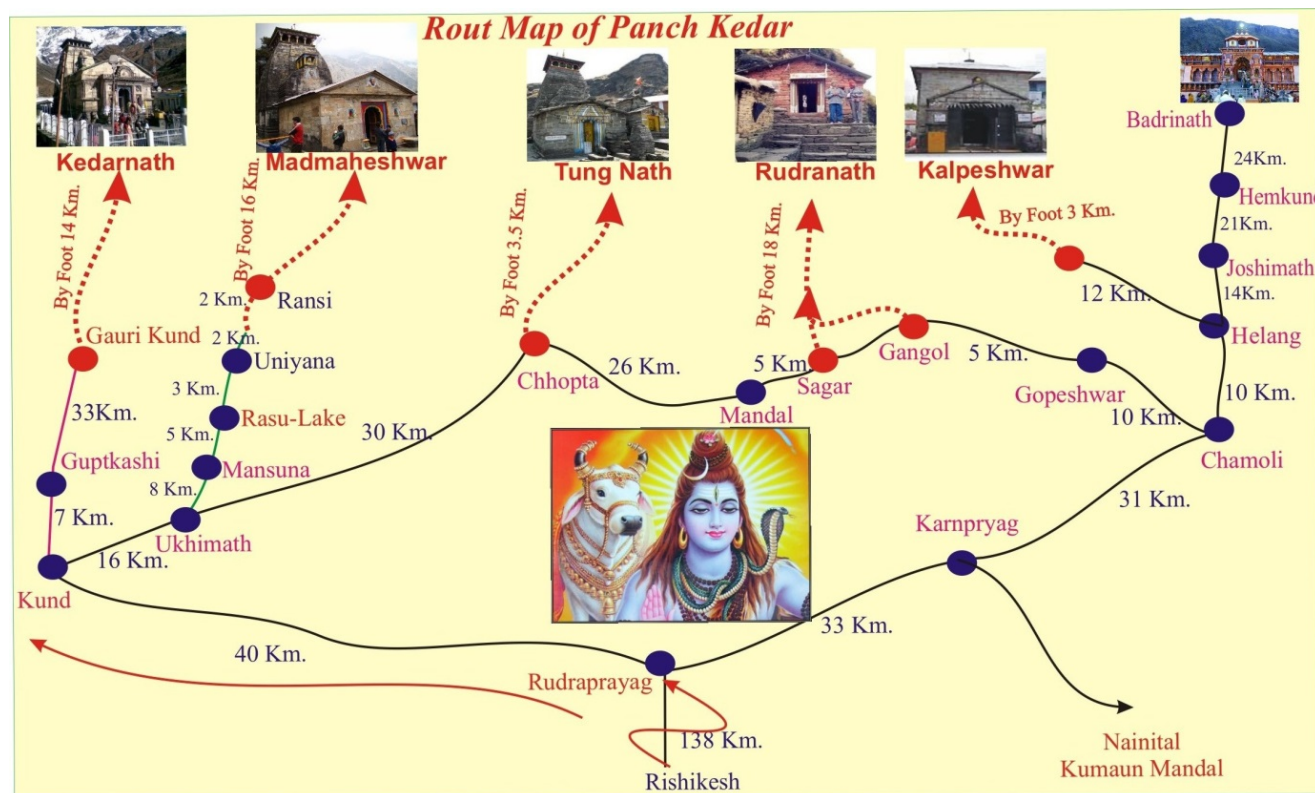 Rout Map of Panch Kedar
Kedarnath
Madmaheshwar
Tung Nath
Rudranath
Kalpeshwar
Badrinath
24Km.
Hemkund
21Km.
Joshimath
14Km.
Helang
12 Km.
By Foot 3 Km.
By Foot 14 Km.
By Foot 16 Km.
By Foot 3.5 Km.
By Foot 18 Km.
2 Km.
Ransi
2 Km.
Uniyana
Gauri Kund
3 Km.
Rasu-Lake
33Km.
5 Km.
Mansuna
Guptkashi
8 Km.
7 Km.
Ukhimath
16 Km.
Kund
30 Km.
Chhopta
26 Km.
Mandal
5 Km.
Sagar
Gangol
5 Km.
Gopeshwar
10 Km.
10 Km.
Chamoli
31 Km.
Karnpryag
33 Km.
40 Km.
Rudraprayag
138 Km.
Rishikesh
Nainital
Kumaun Mandal